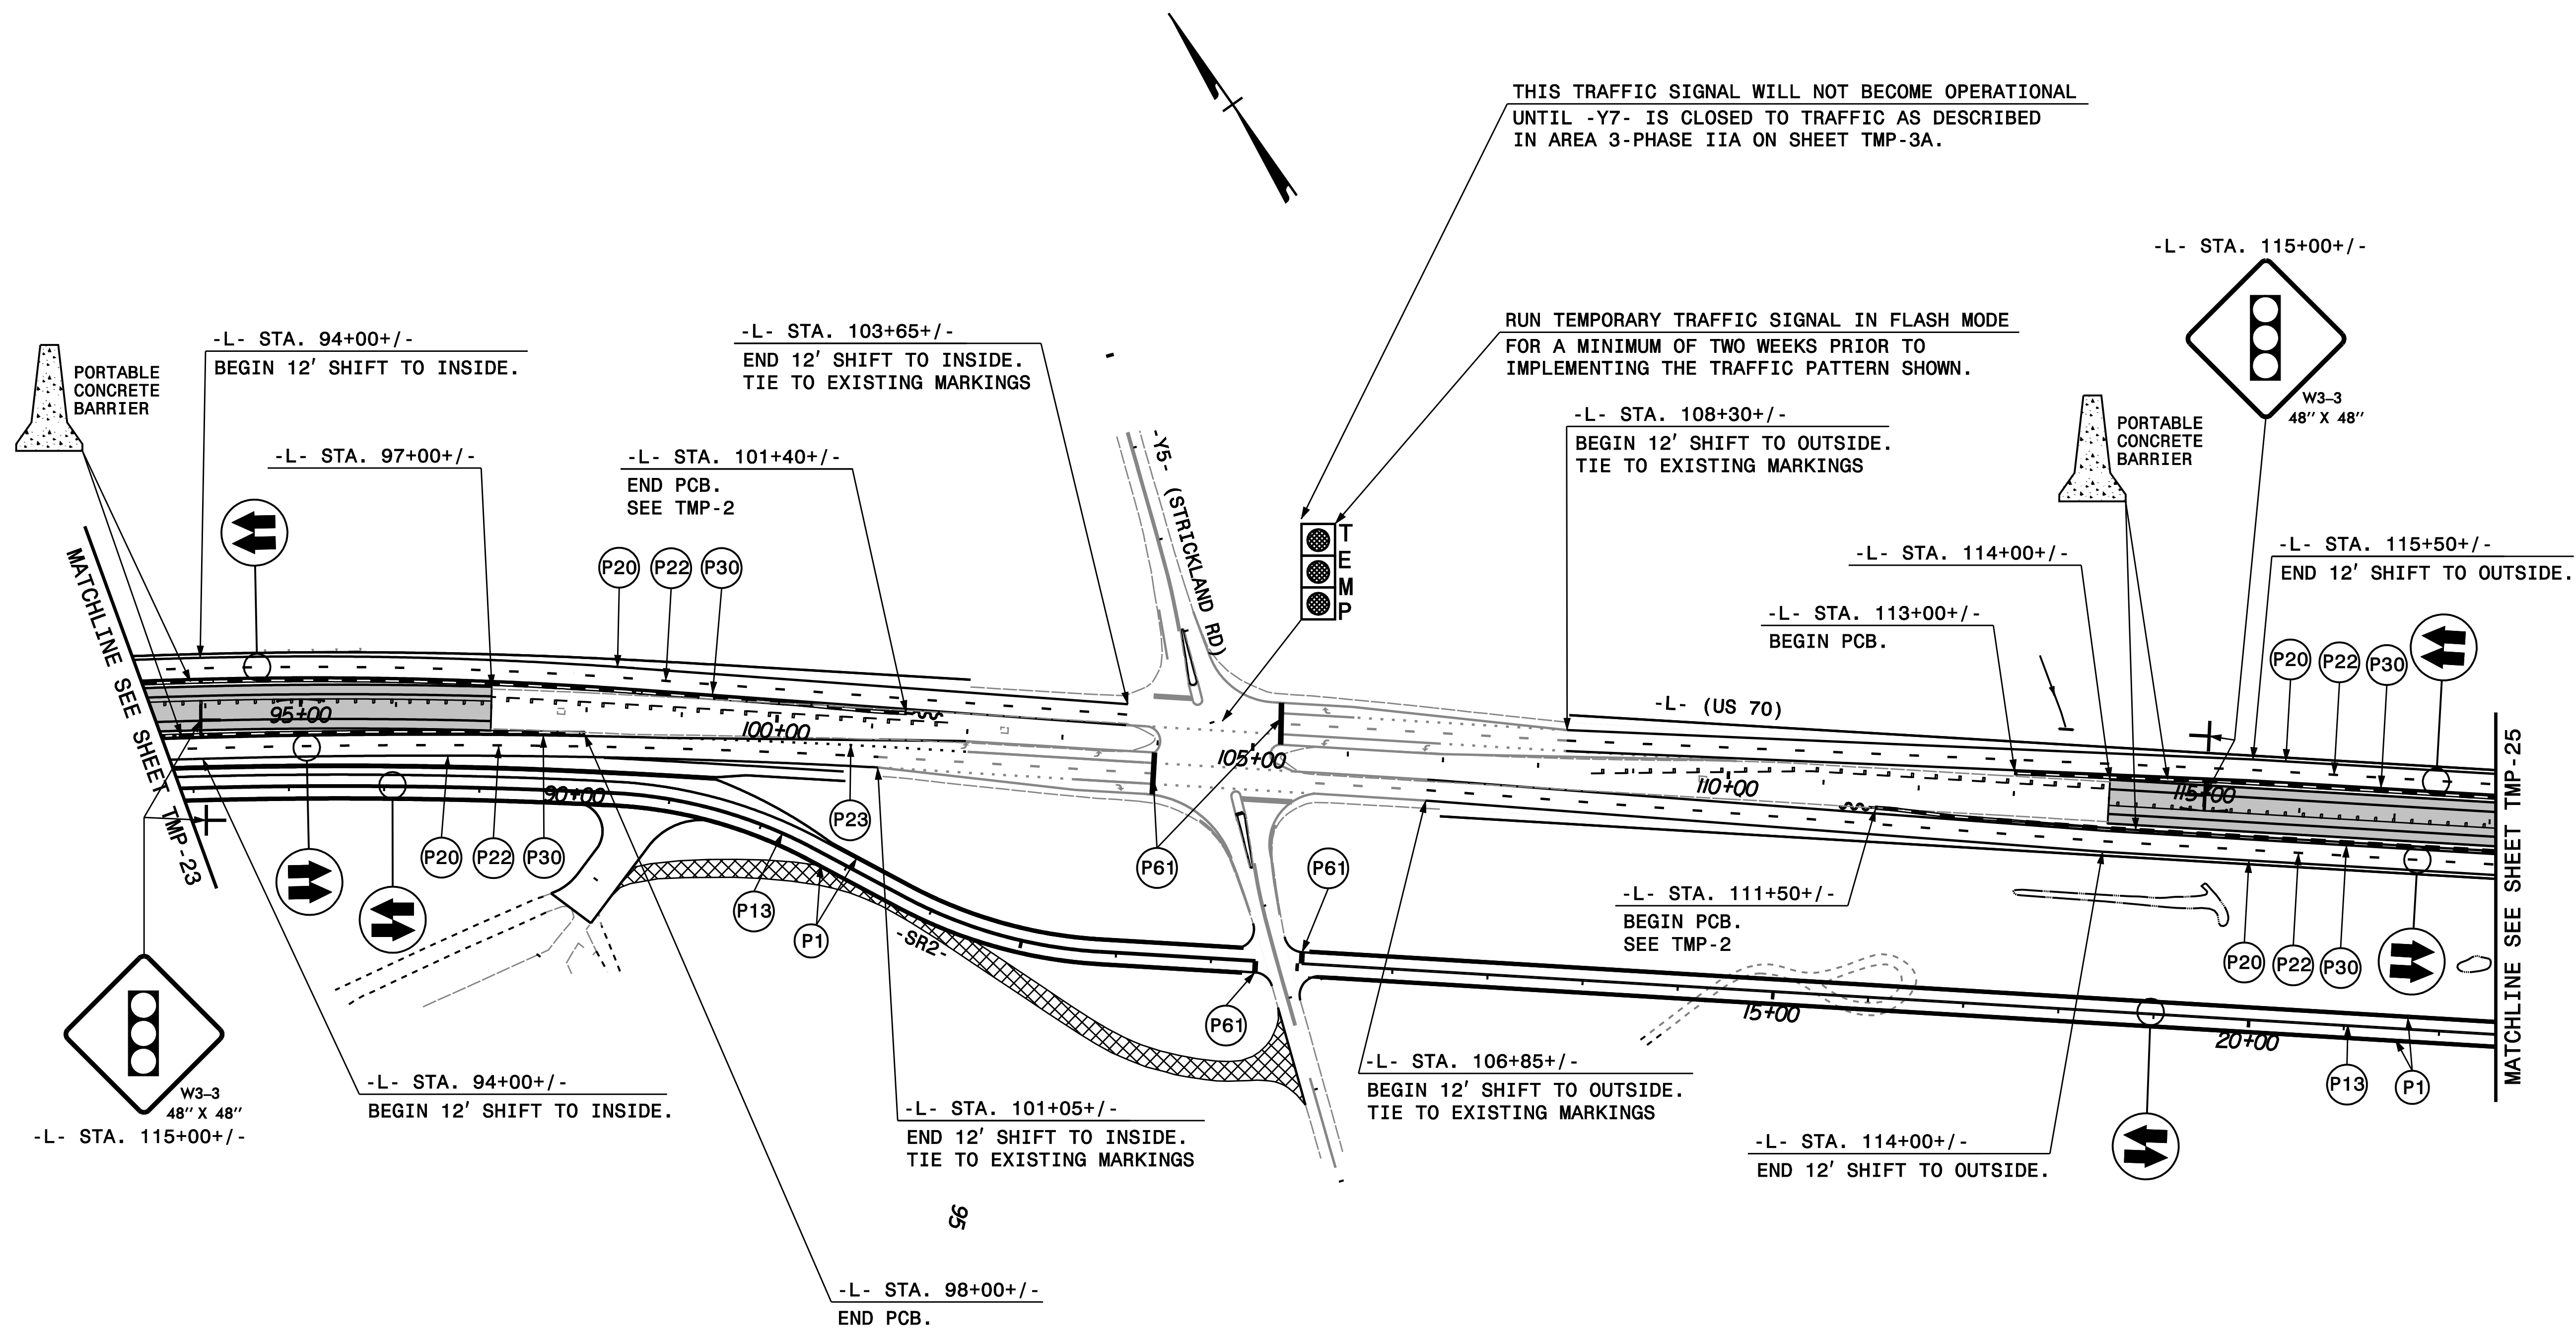 THIS TRAFFIC SIGNAL WILL NOT BECOME OPERATIONAL
UNTIL -Y7- IS CLOSED TO TRAFFIC AS DESCRIBED
IN AREA 3-PHASE IIA ON SHEET TMP-3A.
-L- STA. 115+00+/-
W3-3
48" X 48"
RUN TEMPORARY TRAFFIC SIGNAL IN FLASH MODE
FOR A MINIMUM OF TWO WEEKS PRIOR TO
IMPLEMENTING THE TRAFFIC PATTERN SHOWN.
-L- STA. 94+00+/-
BEGIN 12' SHIFT TO INSIDE.
-L- STA. 103+65+/-
END 12' SHIFT TO INSIDE.
TIE TO EXISTING MARKINGS
PORTABLE
CONCRETE
BARRIER
-L- STA. 97+00+/-
-L- STA. 101+40+/-
END PCB.
SEE TMP-2
-L- STA. 108+30+/-
BEGIN 12' SHIFT TO OUTSIDE.
TIE TO EXISTING MARKINGS
PORTABLE
CONCRETE
BARRIER
-Y5- (STRICKLAND RD)
TEMP
-L- STA. 114+00+/-
-L- STA. 115+50+/-
END 12' SHIFT TO OUTSIDE.
-L- STA. 113+00+/-
BEGIN PCB.
P20
P22
P30
P20
P22
P30
MATCHLINE SEE SHEET TMP-23
-L- (US 70)
95+00
100+00
105+00
110+00
115+00
MATCHLINE SEE SHEET TMP-25
90+00
P23
P20
P22
P30
P61
P61
P13
P1
-SR2-
-L- STA. 111+50+/-
BEGIN PCB.
SEE TMP-2
P20
P22
P30
P61
15+00
20+00
W3-3
48" X 48"
-L- STA. 115+00+/-
-L- STA. 94+00+/-
BEGIN 12' SHIFT TO INSIDE.
-L- STA. 101+05+/-
END 12' SHIFT TO INSIDE.
TIE TO EXISTING MARKINGS
-L- STA. 106+85+/-
BEGIN 12' SHIFT TO OUTSIDE.
TIE TO EXISTING MARKINGS
P13
P1
-L- STA. 114+00+/-
END 12' SHIFT TO OUTSIDE.
95
-L- STA. 98+00+/-
END PCB.